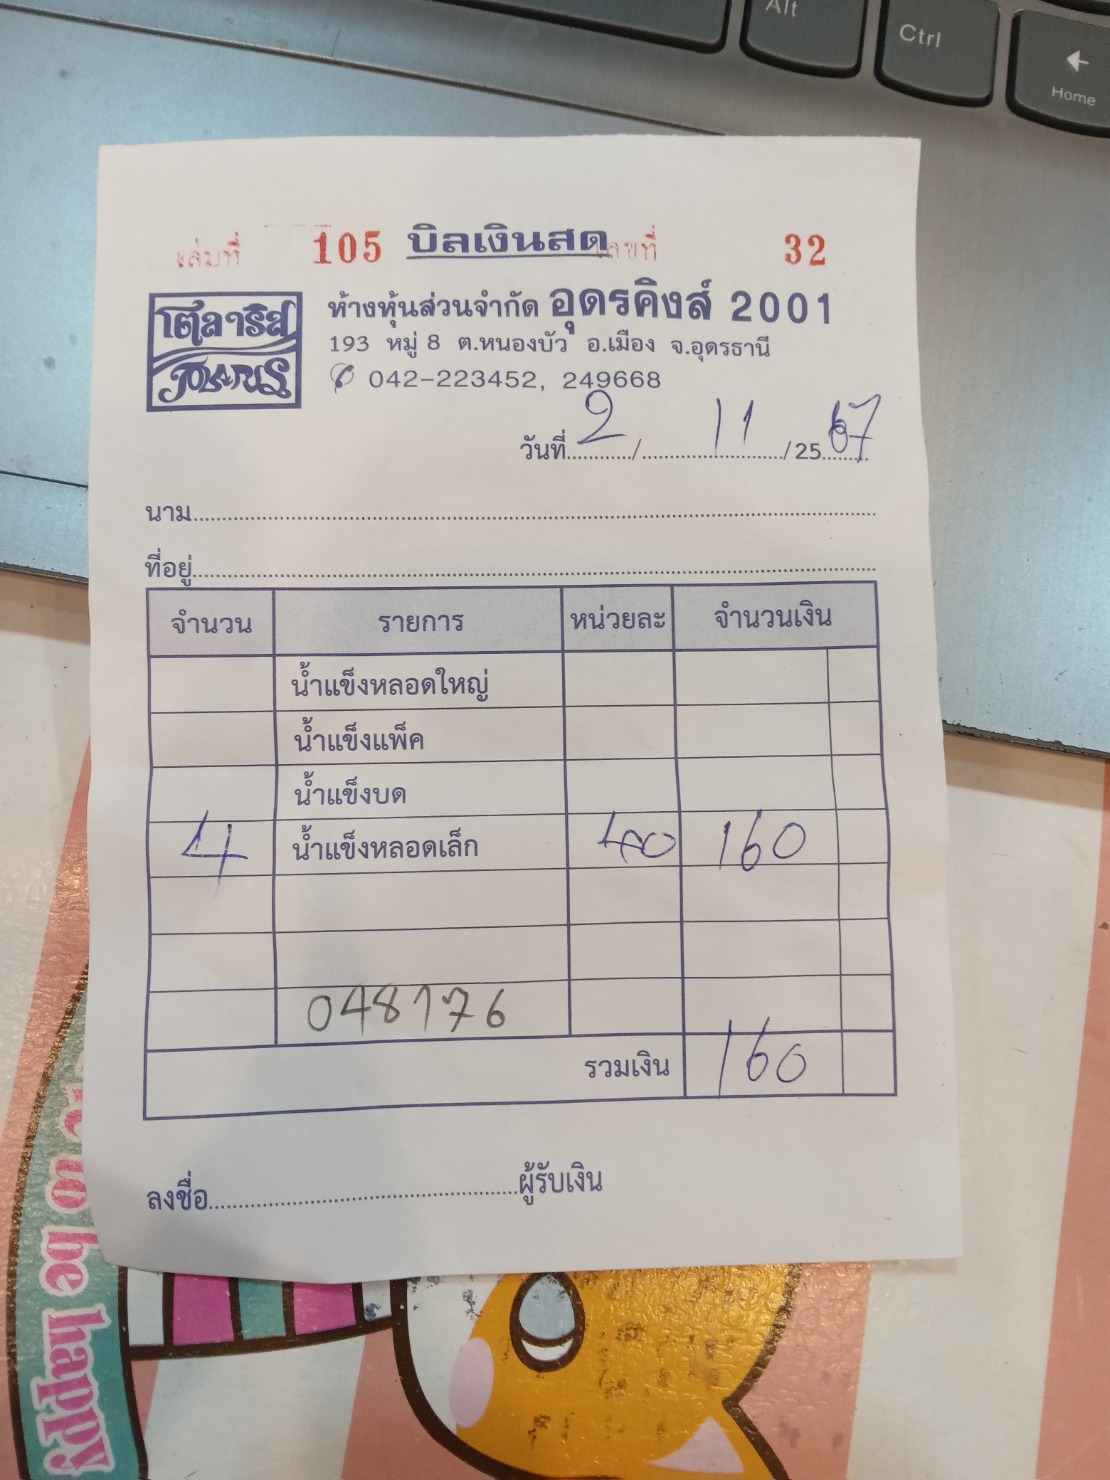 Alt
Ctrl
Home
เล่มที่ 105 บิลเงินสด เลขที่ 32
โตลาริส
POLARIS
ห้างหุ้นส่วนจำกัด อุดรคิงส์ 2001
193 หมู่ 8 ต.หนองบัว อ.เมือง จ.อุดรธานี
042-223452, 249668
วันที่ 2 / 11 / 25 67
นาม
ที่อยู่
จำนวน รายการ หน่วยละ จำนวนเงิน
น้ำแข็งหลอดใหญ่
น้ำแข็งแพ็ค
น้ำแข็งบด
4 น้ำแข็งหลอดเล็ก 40 160
048176
รวมเงิน 160
ลงชื่อ ผู้รับเงิน
to be happy